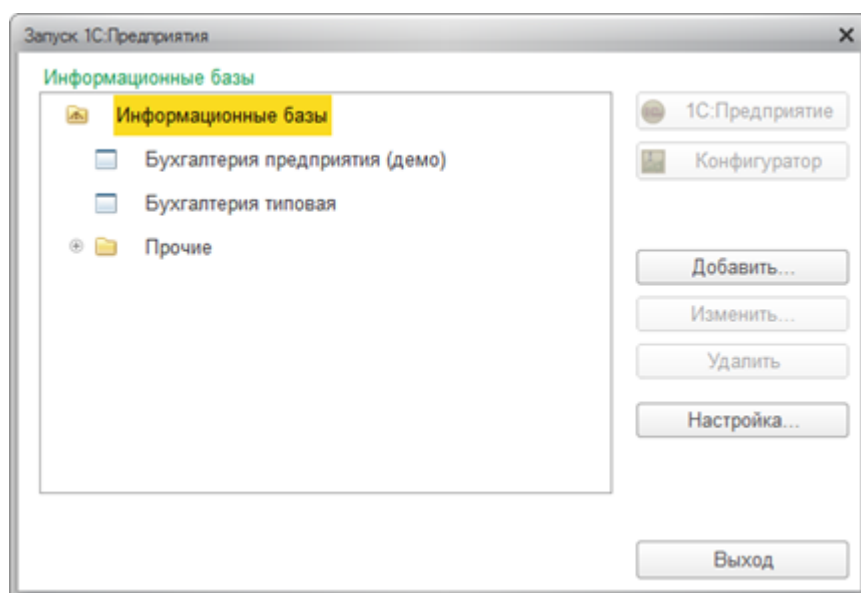 Запуск 1С:Предприятия
Информационные базы
Информационные базы
Бухгалтерия предприятия (демо)
Бухгалтерия типовая
Прочие
1С:Предприятие
Конфигуратор
Добавить...
Изменить...
Удалить
Настройка...
Выход